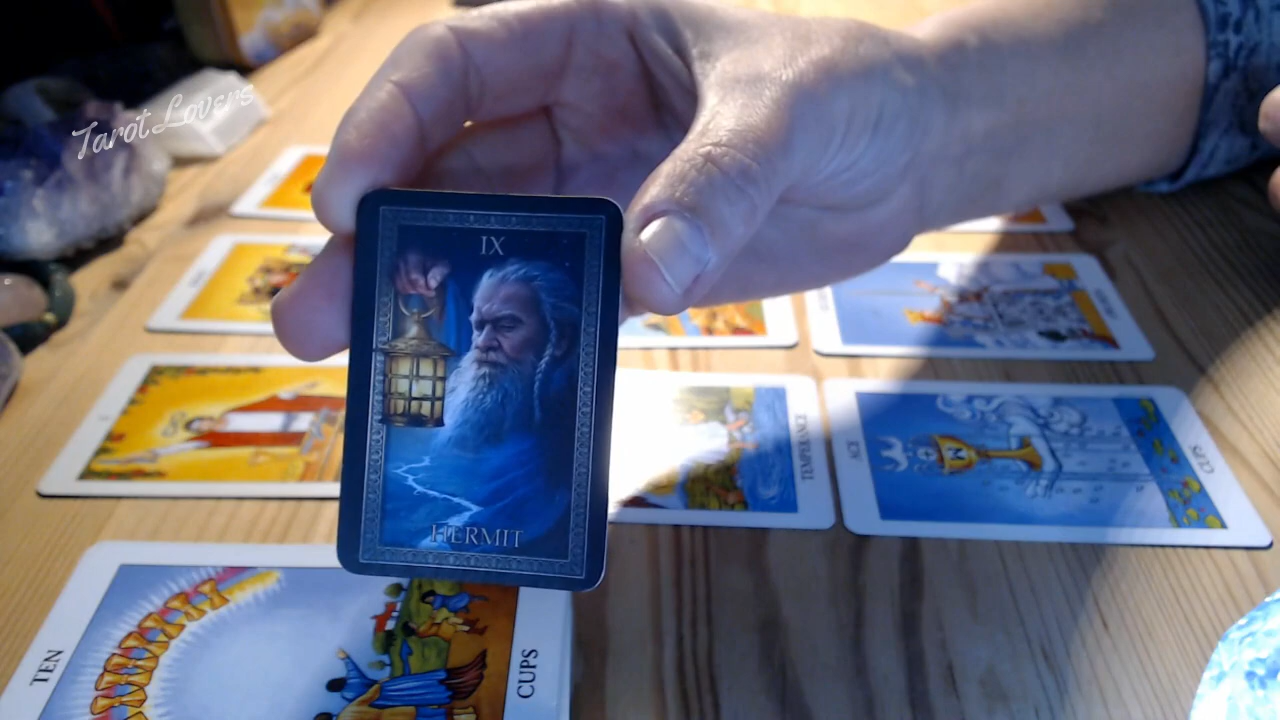 Tarot Lovers
IX
HERMIT
TEMPERANCE
ACE
CUPS
TEN
CUPS